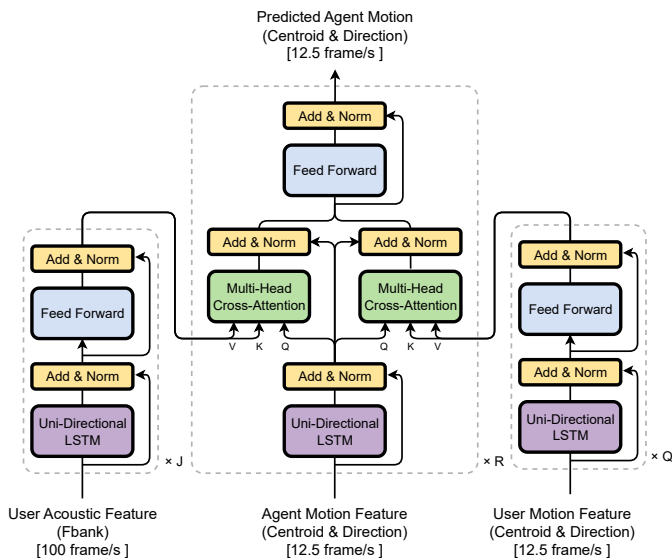 Predicted Agent Motion
(Centroid & Direction)
[12.5 frame/s ]
Add & Norm
Feed Forward
Add & Norm
Add & Norm
Multi-Head
Cross-Attention
Multi-Head
Cross-Attention
V K Q
Q K V
Add & Norm
Uni-Directional
LSTM
× R
Add & Norm
Feed Forward
Add & Norm
Uni-Directional
LSTM
× J
Add & Norm
Feed Forward
Add & Norm
Uni-Directional
LSTM
× Q
User Acoustic Feature
(Fbank)
[100 frame/s ]
Agent Motion Feature
(Centroid & Direction)
[12.5 frame/s ]
User Motion Feature
(Centroid & Direction)
[12.5 frame/s ]